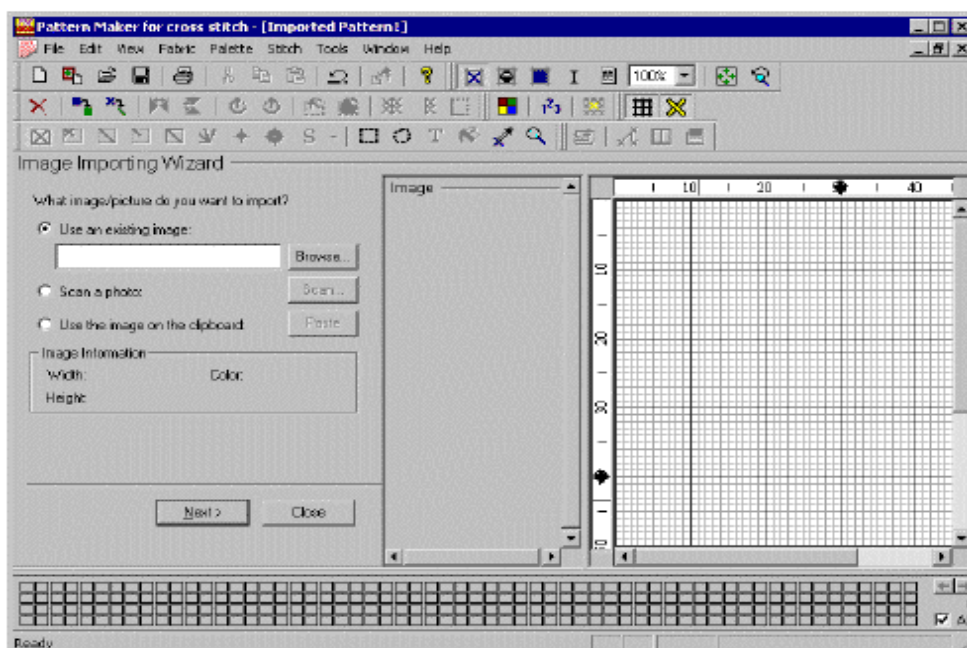 Pattern Maker for cross stitch - [Imported Pattern1]
File Edit View Fabric Palette Stitch Tools Window Help
100%
Image Importing Wizard
What image/picture do you want to import?
Use an existing image:
Browse...
Scan a photo:
Scan...
Use the image on the clipboard:
Paste
Image Information
Width: Color:
Height:
Next >
Close
Image
10 20 40
10
20
30
Ready